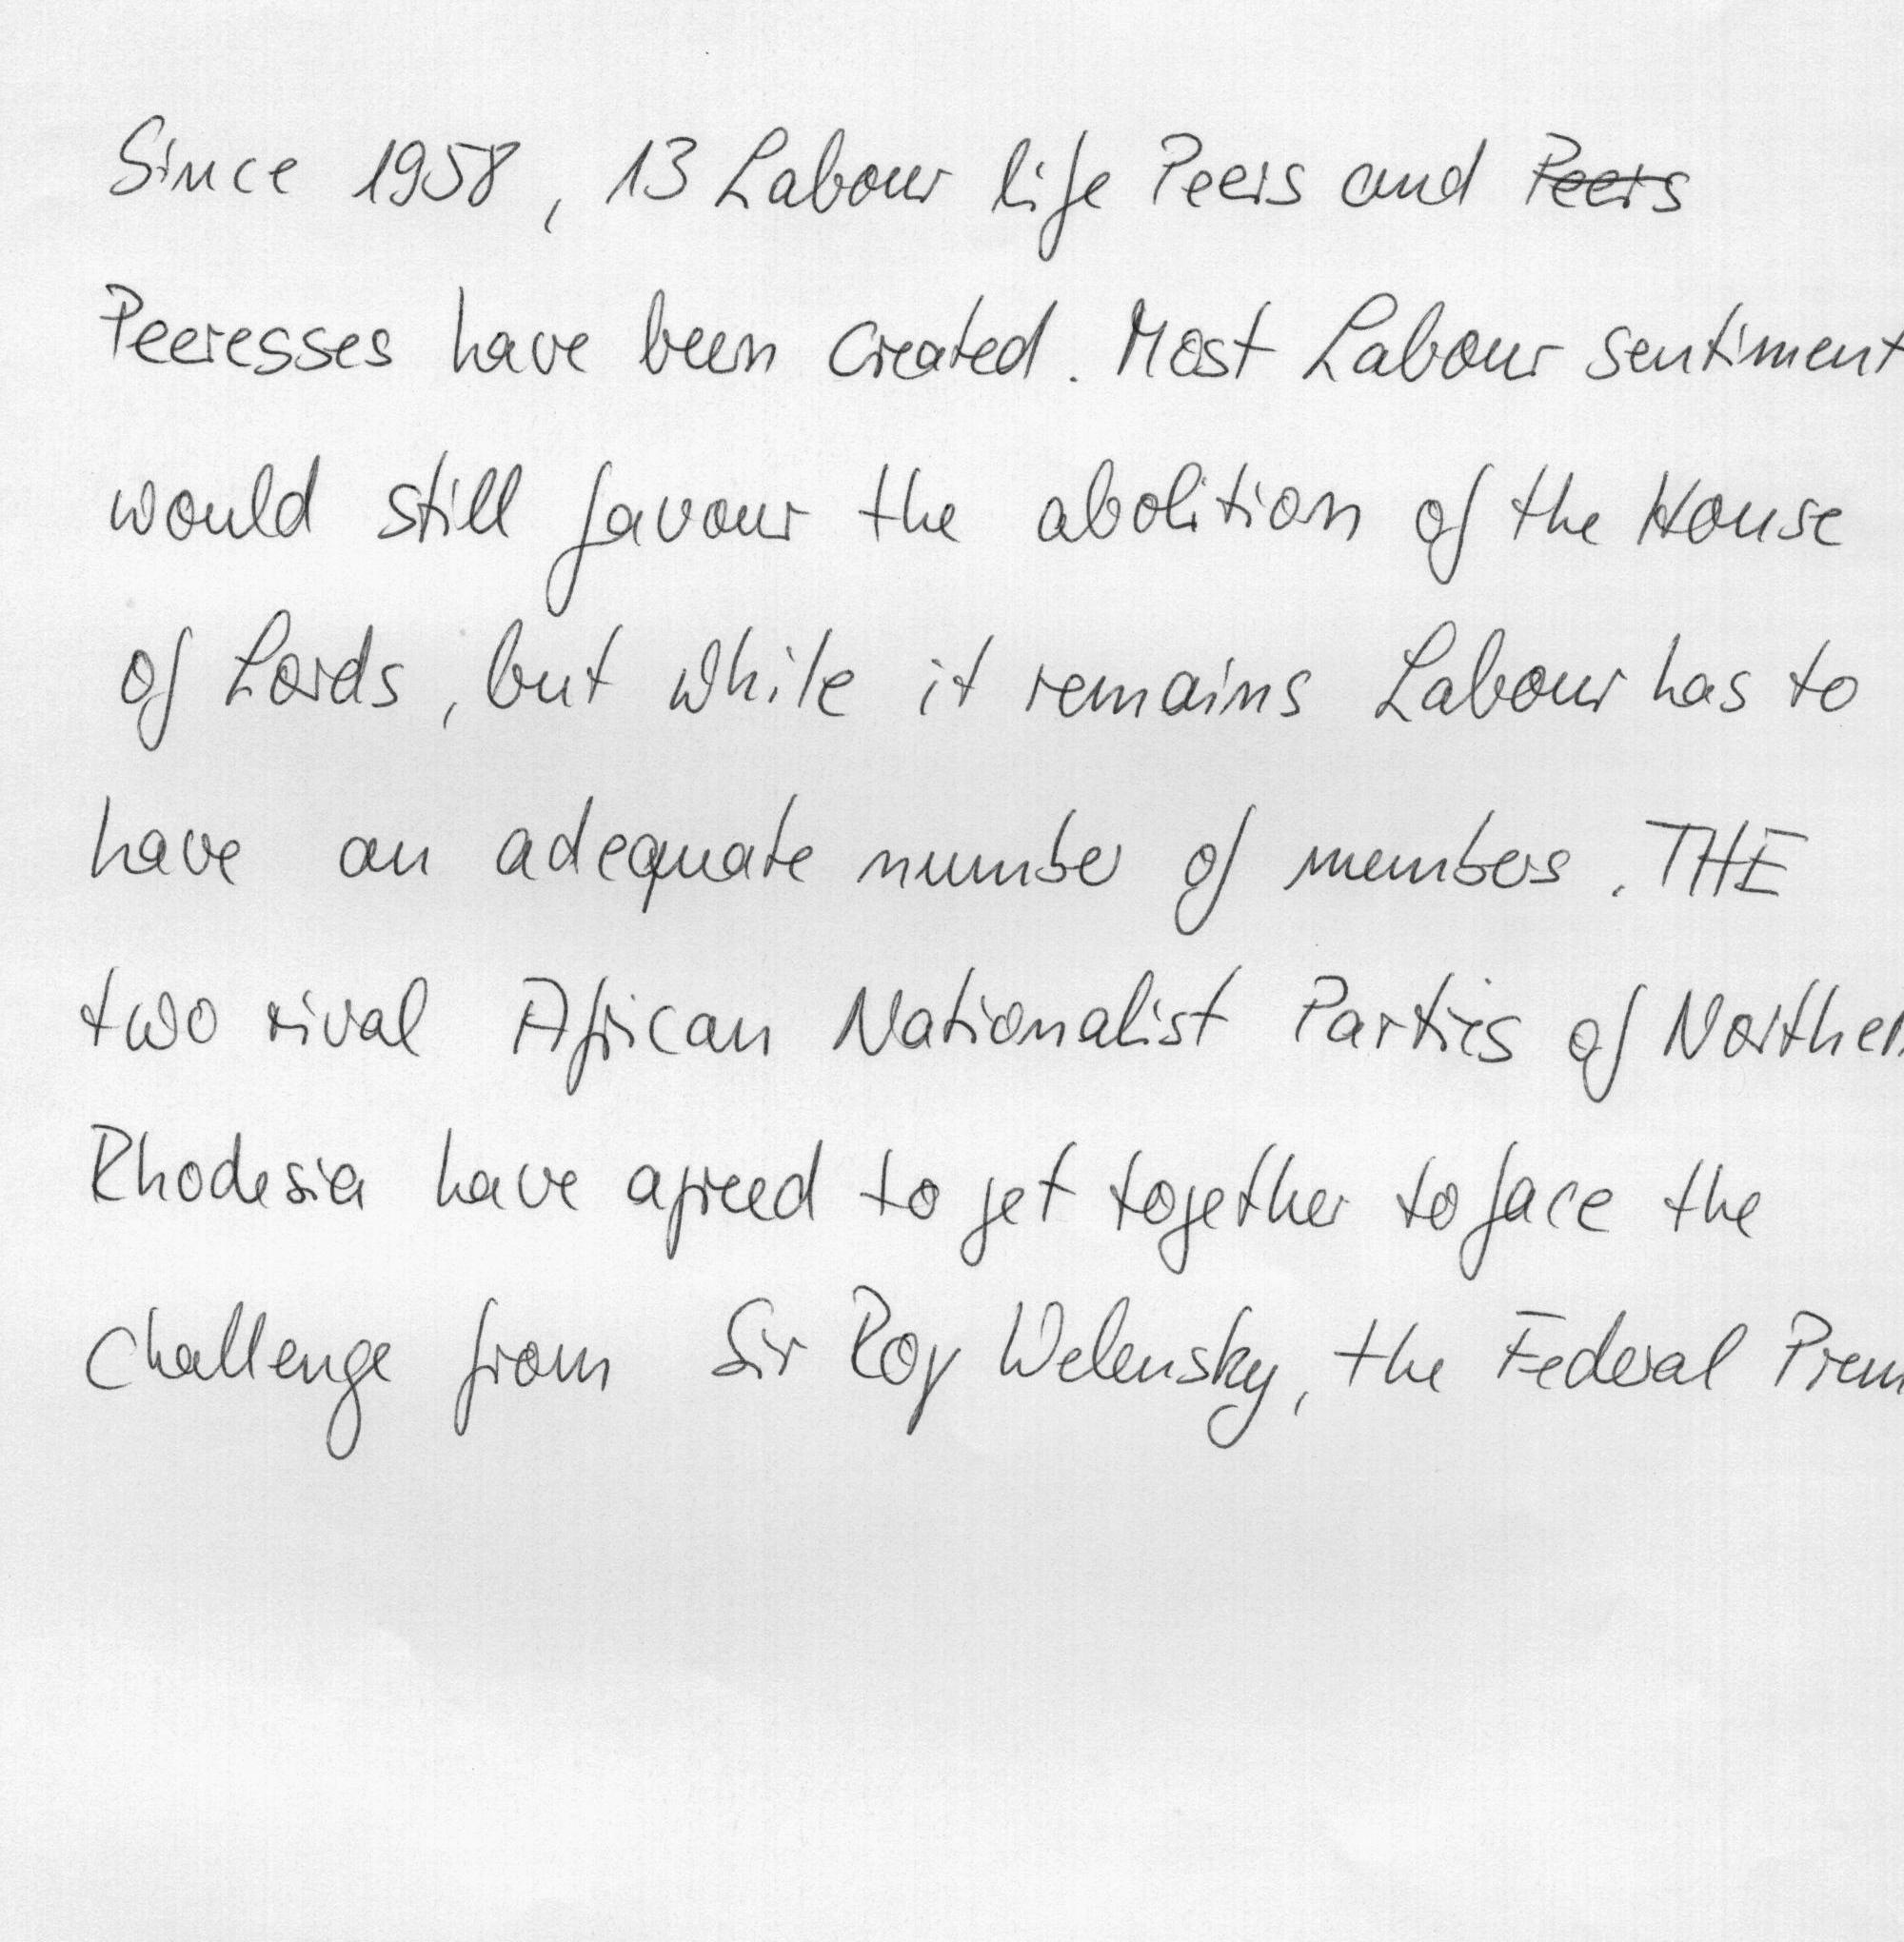 Since 1958, 13 Labour life Peers and Peers
Peeresses have been created. Most Labour sentiment
would still favour the abolition of the House
of Lords, but while it remains Labour has to
have an adequate number of members. THE
two rival African Nationalist Parties of Norther
Rhodesia have agreed to get together to face the
challenge from Sir Roy Welensky, the Federal Prem